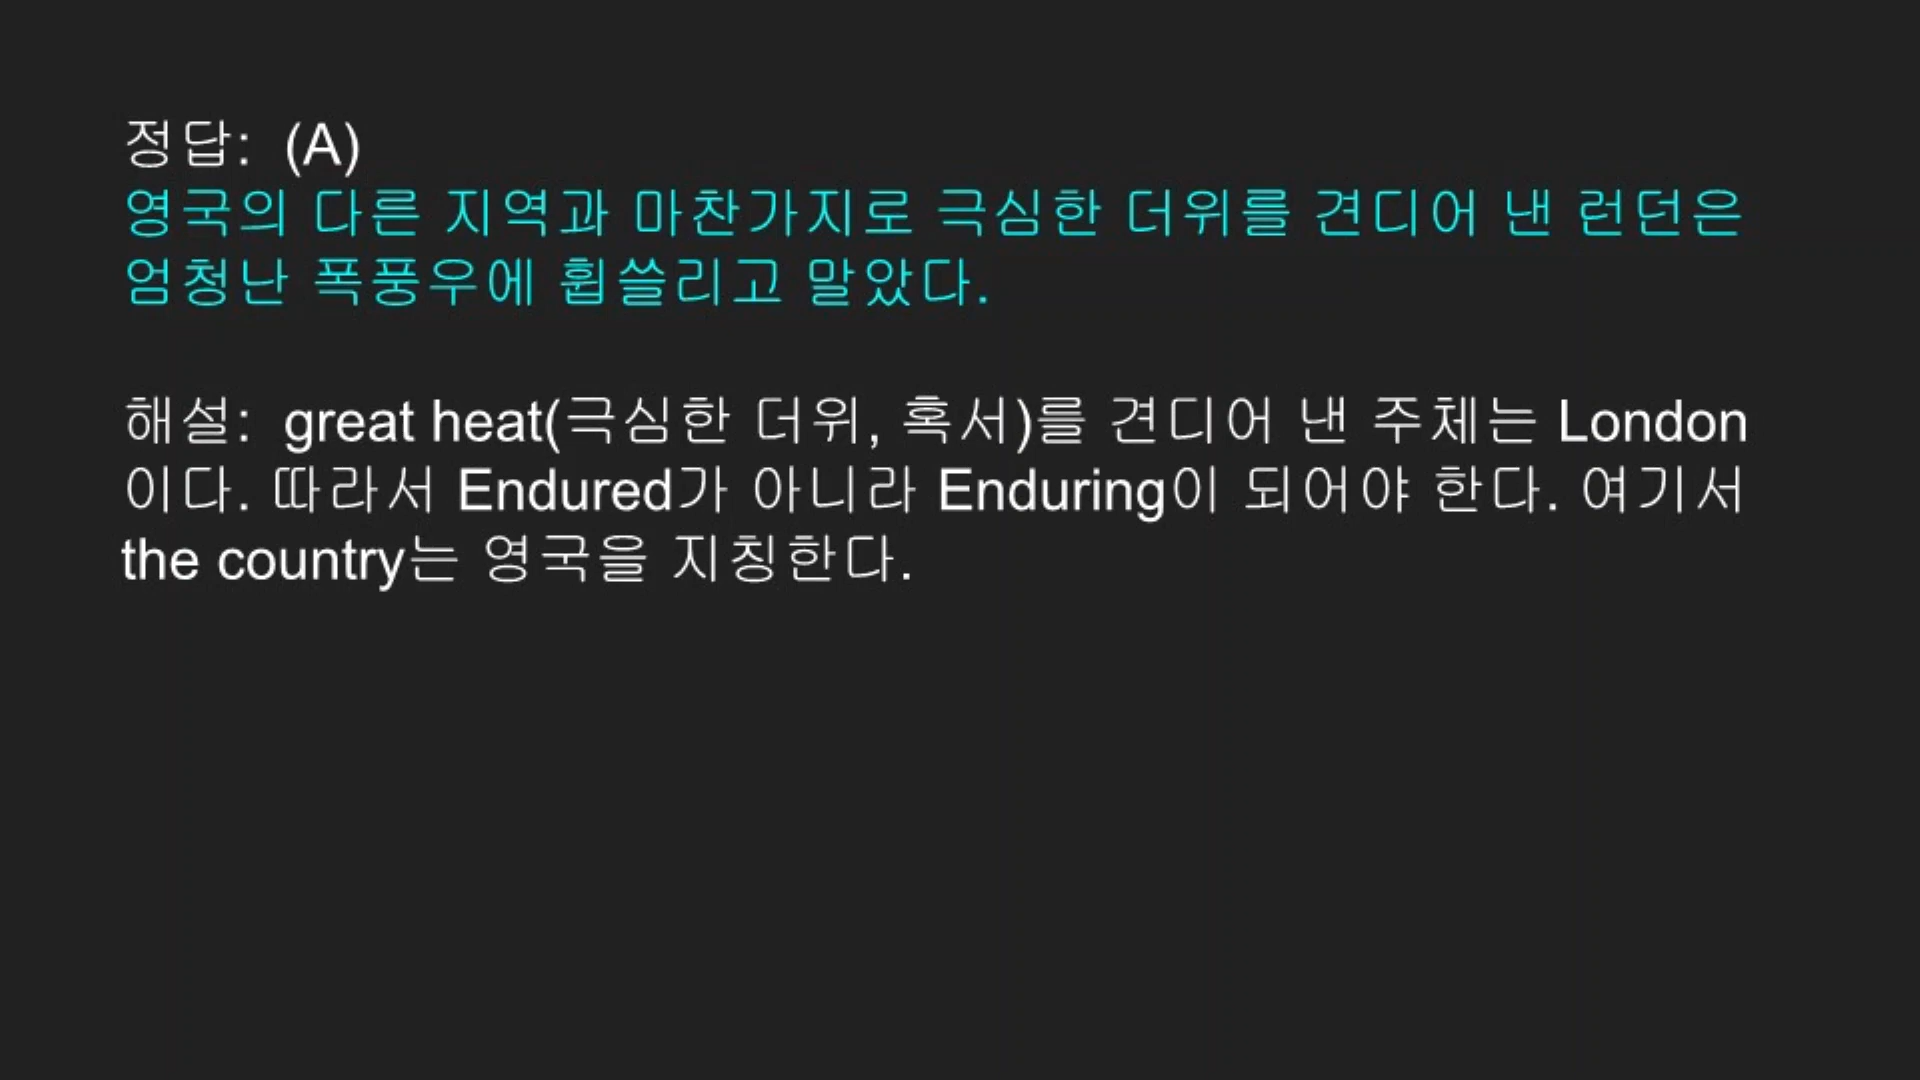 정답: (A)
영국의 다른 지역과 마찬가지로 극심한 더위를 견디어 낸 런던은
엄청난 폭풍우에 휩쓸리고 말았다.
해설: great heat(극심한 더위, 혹서)를 견디어 낸 주체는 London
이다. 따라서 Endured가 아니라 Enduring이 되어야 한다. 여기서
the country는 영국을 지칭한다.